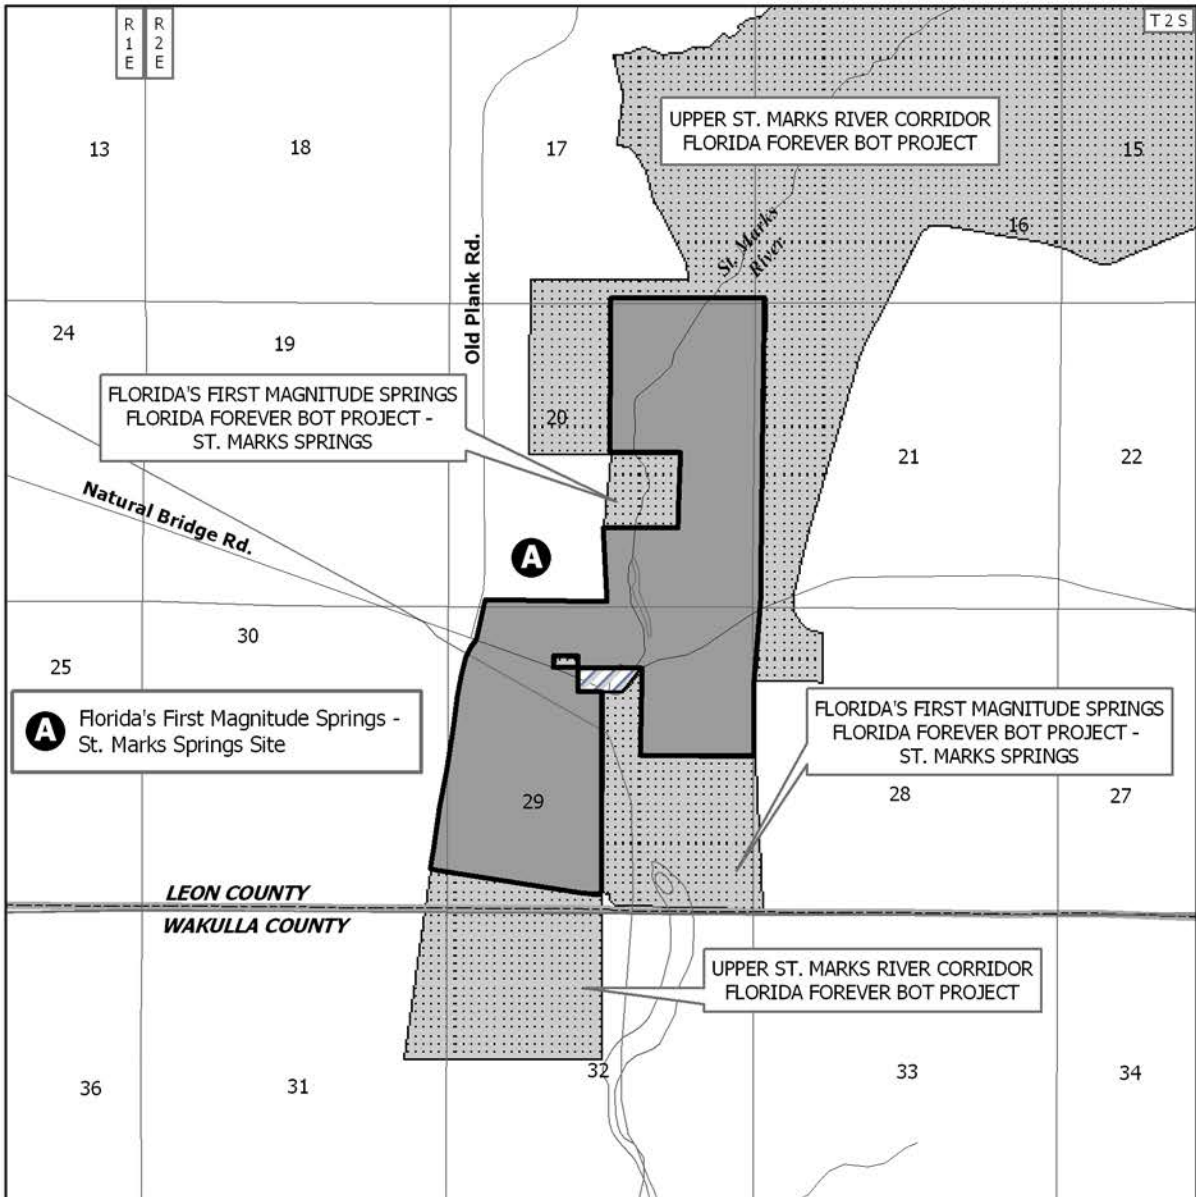 R
1
E
R
2
E
T 2 S
UPPER ST. MARKS RIVER CORRIDOR
FLORIDA FOREVER BOT PROJECT
13
18
17
15
16
St. Marks
River
Old Plank Rd.
24
19
FLORIDA'S FIRST MAGNITUDE SPRINGS
FLORIDA FOREVER BOT PROJECT -
ST. MARKS SPRINGS
20
21
22
Natural Bridge Rd.
A
30
25
A
Florida's First Magnitude Springs -
St. Marks Springs Site
FLORIDA'S FIRST MAGNITUDE SPRINGS
FLORIDA FOREVER BOT PROJECT -
ST. MARKS SPRINGS
29
28
27
LEON COUNTY
WAKULLA COUNTY
UPPER ST. MARKS RIVER CORRIDOR
FLORIDA FOREVER BOT PROJECT
36
31
32
33
34